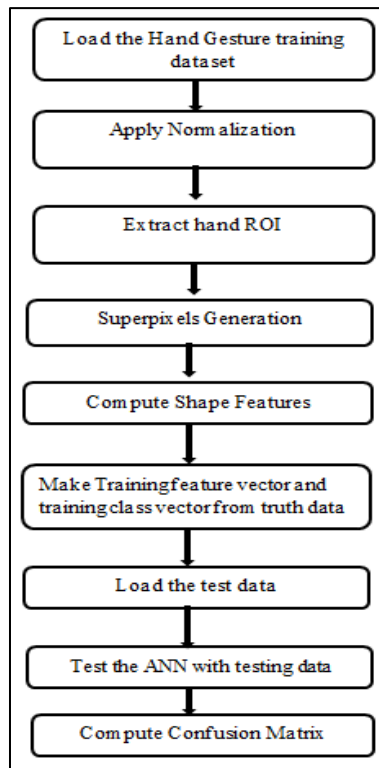 Load the Hand Gesture training
dataset
Apply Normalization
Extract hand ROI
Superpixels Generation
Compute Shape Features
Make Training feature vector and
training class vector from truth data
Load the test data
Test the ANN with testing data
Compute Confusion Matrix